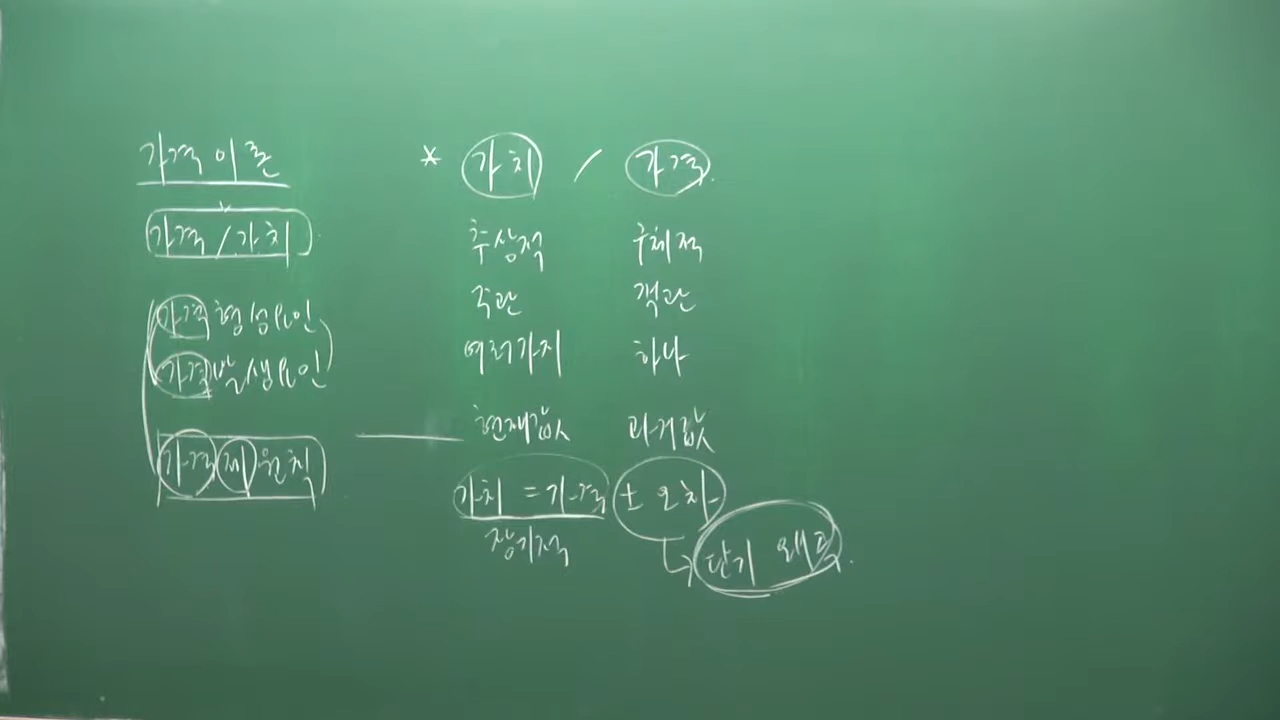 가격이론
가격/가치
가격형성요인
가격발생요인
가격제원칙
* 가치 / 가격
추상적 구체적
주관 객관
여러가지 하나
현재값 과거값
가치 = 가격 ± 오차
장기적
단기 왜곡